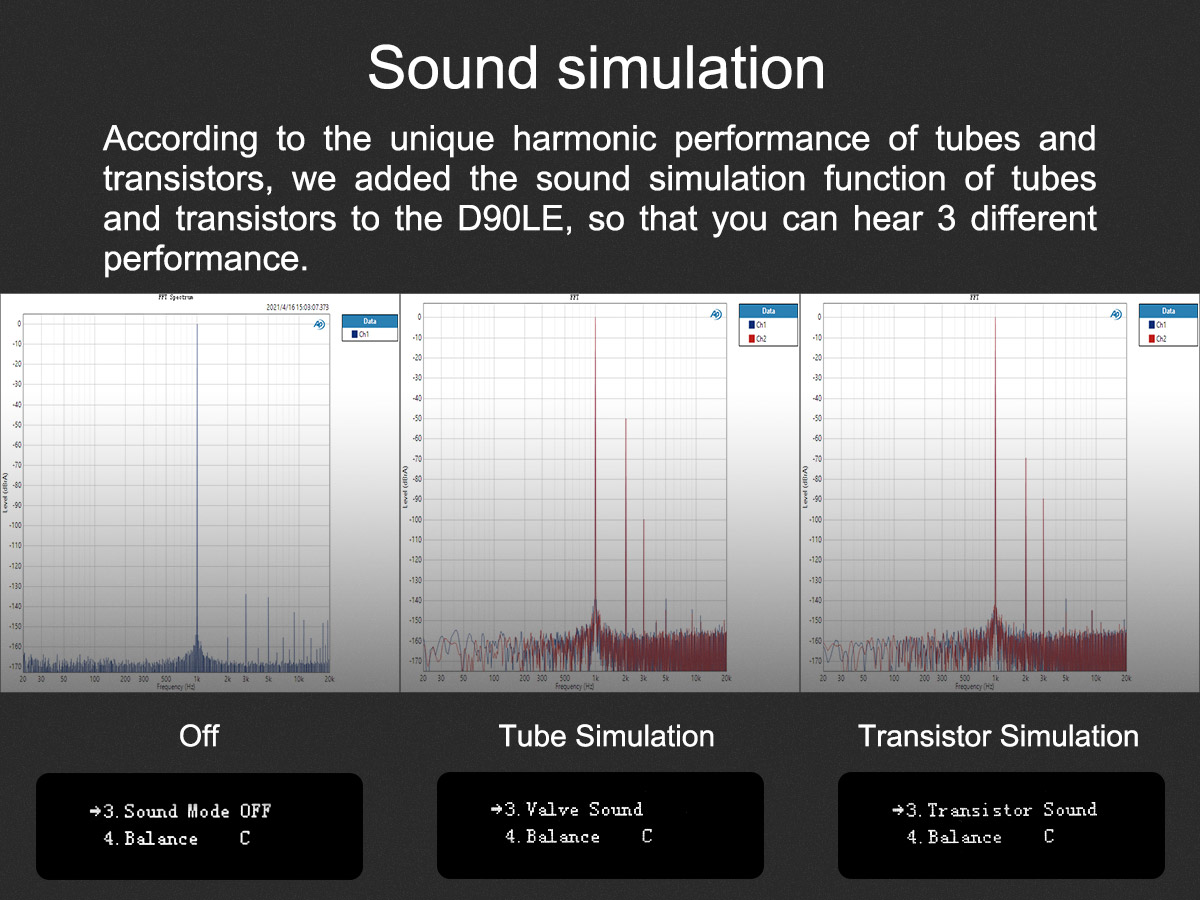 Sound simulation
According to the unique harmonic performance of tubes and
transistors, we added the sound simulation function of tubes
and transistors to the D90LE, so that you can hear 3 different
performance.
FFT Spectrum
2021/4/16 15:03:07.373
AP
Data
Ch1
0
-10
-20
-30
-40
-50
-60
-70
-80
-90
-100
-110
-120
-130
-140
-150
-160
-170
Level (dBrA)
20 30 50 100 200 300 500 1k 2k 3k 5k 10k 20k
Frequency (Hz)
FFT
AP
Data
Ch1
Ch2
0
-10
-20
-30
-40
-50
-60
-70
-80
-90
-100
-110
-120
-130
-140
-150
-160
-170
Level (dBrA)
20 30 50 100 200 300 500 1k 2k 3k 5k 10k 20k
Frequency (Hz)
FFT
AP
Data
Ch1
Ch2
0
-10
-20
-30
-40
-50
-60
-70
-80
-90
-100
-110
-120
-130
-140
-150
-160
-170
Level (dBrA)
20 30 50 100 200 300 500 1k 2k 3k 5k 10k 20k
Frequency (Hz)
Off
Tube Simulation
Transistor Simulation
➔3. Sound Mode OFF
4. Balance C
➔3. Valve Sound
4. Balance C
➔3. Transistor Sound
4. Balance C